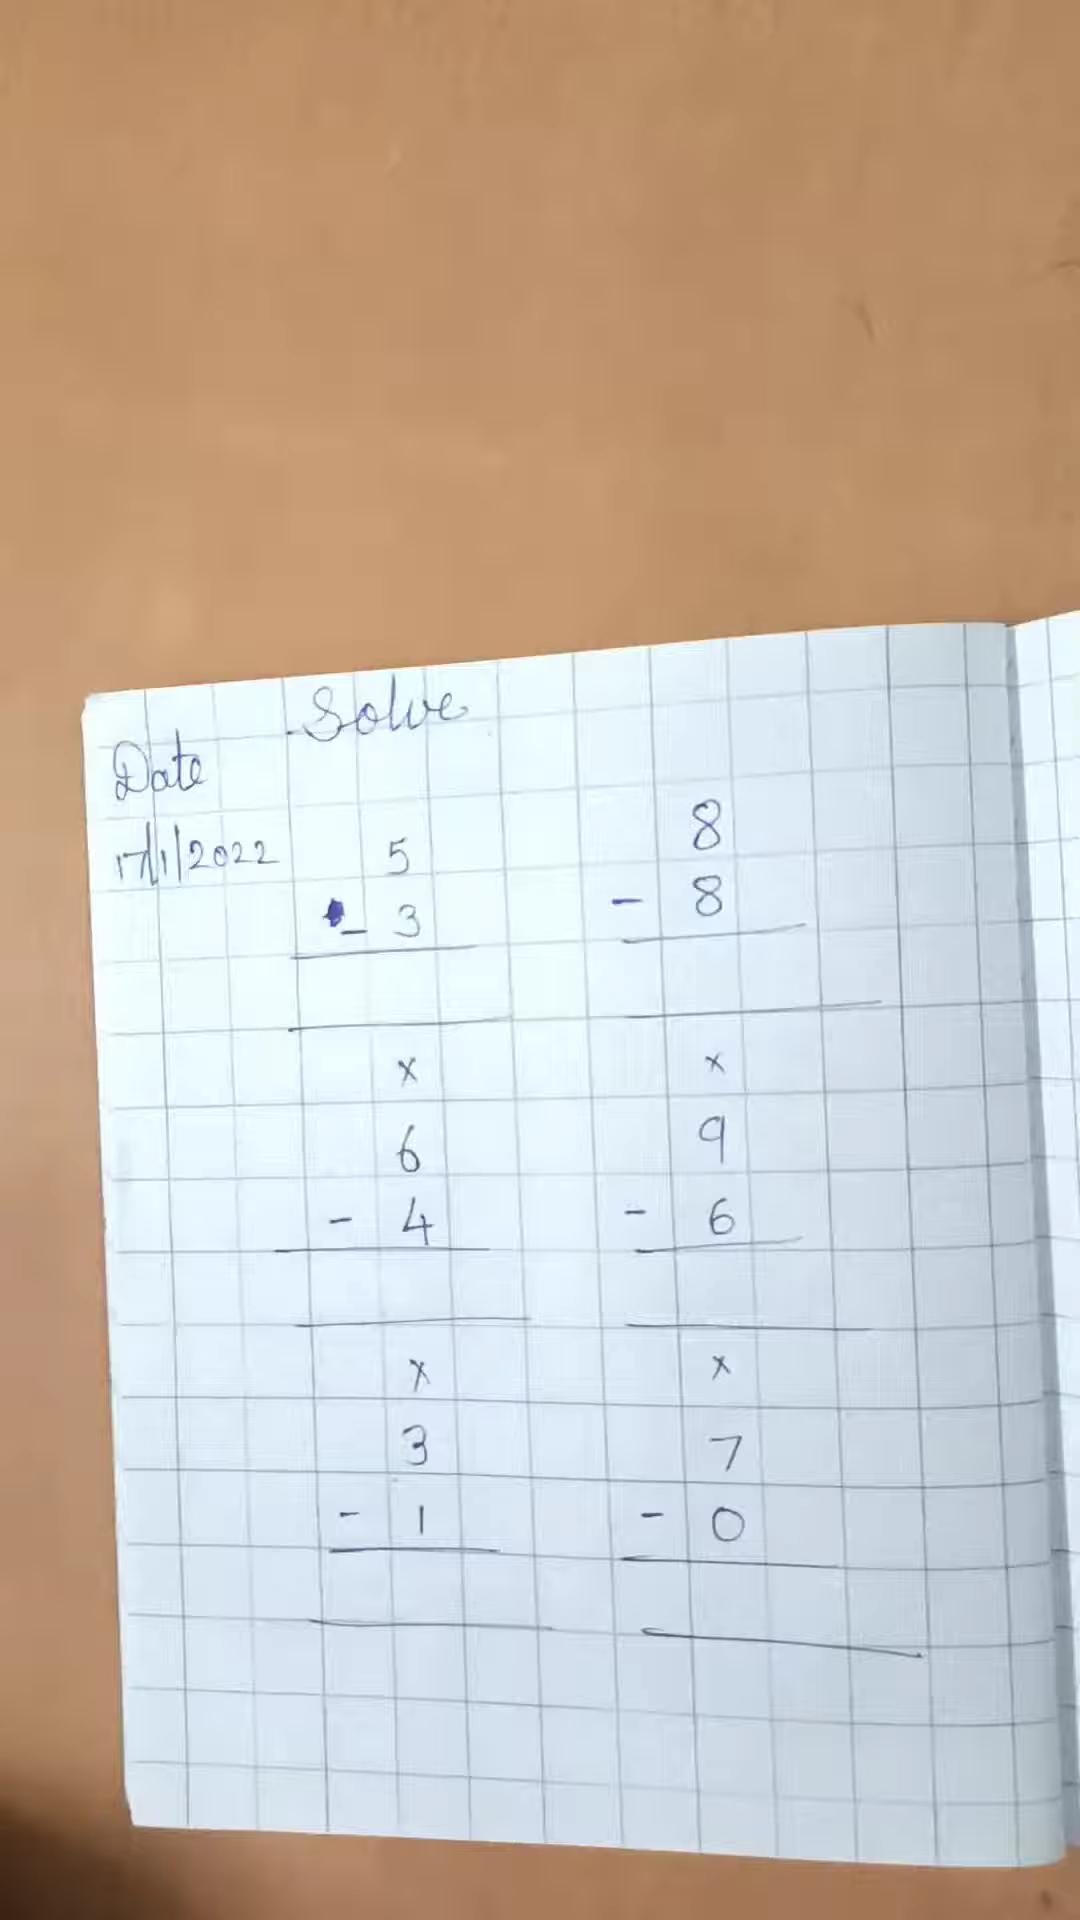 Solve
Date
17/1/2022
5 8
- 3 - 8
x x
6 9
- 4 - 6
x x
3 7
- 1 - 0